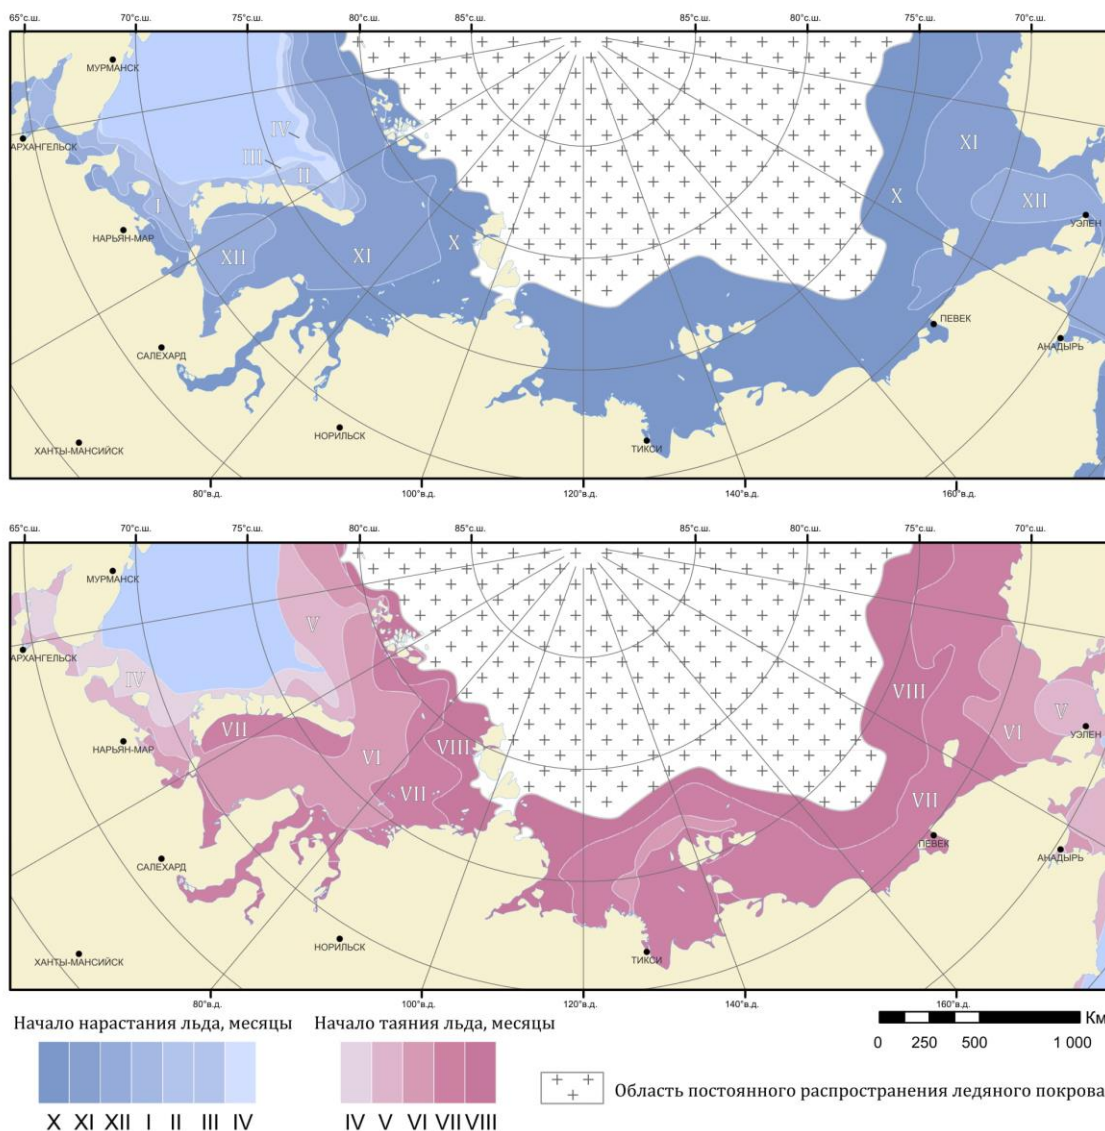 65°с.ш. 70°с.ш. 75°с.ш. 80°с.ш. 85°с.ш. 85°с.ш. 80°с.ш. 75°с.ш. 70°с.ш.
МУРМАНСК
АРХАНГЕЛЬСК
IV
XI
III
II
I
X
XII
УЭЛЕН
НАРЬЯН-МАР
XII
XI
X
ПЕВЕК
АНАДЫРЬ
САЛЕХАРД
НОРИЛЬСК
ТИКСИ
ХАНТЫ-МАНСИЙСК
80°в.д. 100°в.д. 120°в.д. 140°в.д. 160°в.д.
65°с.ш. 70°с.ш. 75°с.ш. 80°с.ш. 85°с.ш. 85°с.ш. 80°с.ш. 75°с.ш. 70°с.ш.
МУРМАНСК
V
АРХАНГЕЛЬСК
IV
VIII
V
VII
УЭЛЕН
НАРЬЯН-МАР
VI
VIII
VI
VII
VII
ПЕВЕК
АНАДЫРЬ
САЛЕХАРД
НОРИЛЬСК
ТИКСИ
ХАНТЫ-МАНСИЙСК
80°в.д. 100°в.д. 120°в.д. 140°в.д. 160°в.д.
Начало нарастания льда, месяцы
X XI XII I II III IV
Начало таяния льда, месяцы
IV V VI VII VIII
Км
0 250 500 1 000
Область постоянного распространения ледяного покрова